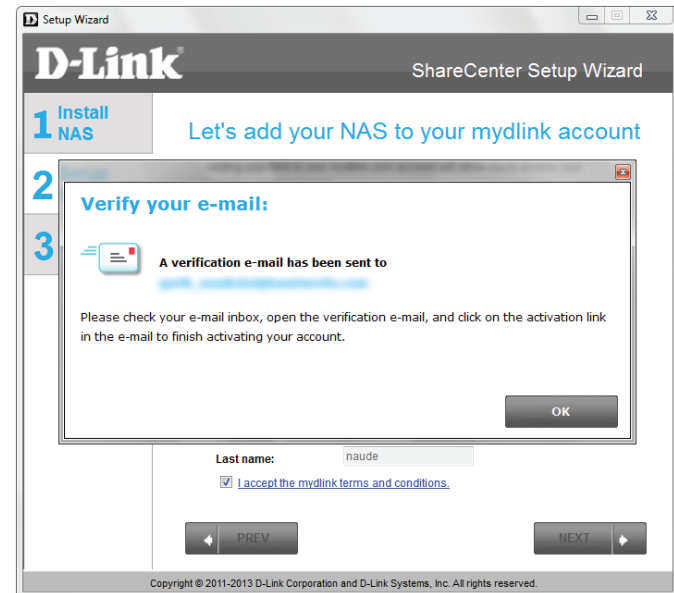 Setup Wizard
D-Link
ShareCenter Setup Wizard
1 Install
NAS
Let's add your NAS to your mydlink account
2
Verify your e-mail:
3
A verification e-mail has been sent to
Please check your e-mail inbox, open the verification e-mail, and click on the activation link
in the e-mail to finish activating your account.
OK
Last name: naude
I accept the mydlink terms and conditions.
PREV NEXT
Copyright © 2011-2013 D-Link Corporation and D-Link Systems, Inc. All rights reserved.